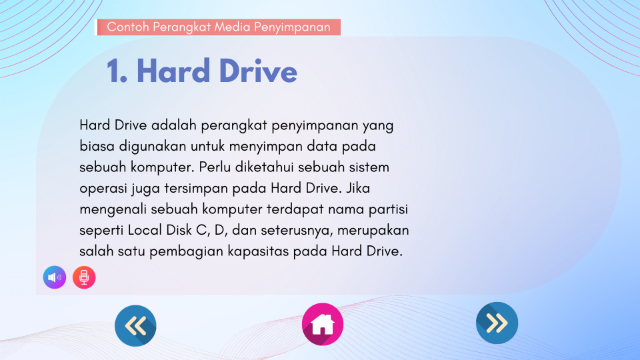 Contoh Perangkat Media Penyimpanan
1. Hard Drive
Hard Drive adalah perangkat penyimpanan yang
biasa digunakan untuk menyimpan data pada
sebuah komputer. Perlu diketahui sebuah sistem
operasi juga tersimpan pada Hard Drive. Jika
mengenali sebuah komputer terdapat nama partisi
seperti Local Disk C, D, dan seterusnya, merupakan
salah satu pembagian kapasitas pada Hard Drive.